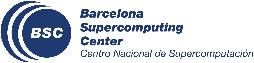 BSC
Barcelona
Supercomputing
Center
Centro Nacional de Supercomputación